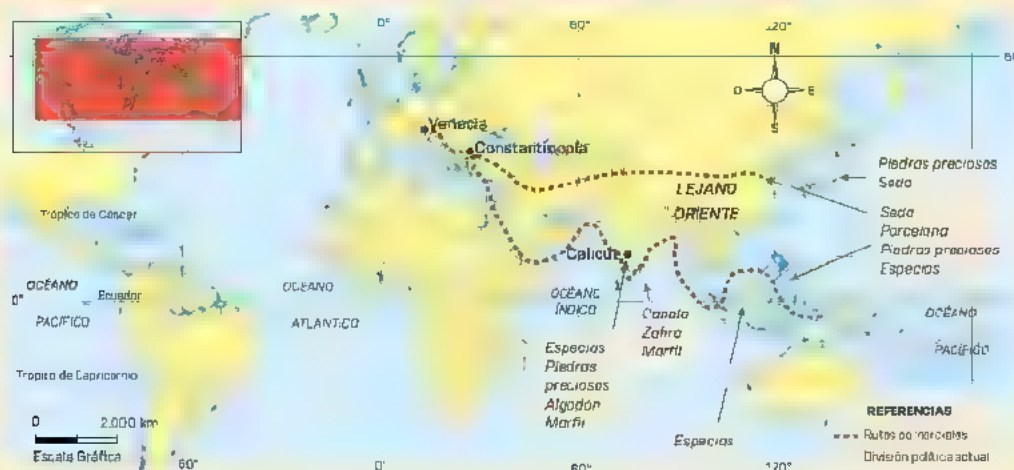 0°
60°
120°
60
N
O
E
S
Venecia
Constantinopla
Piedras preciosas
Seda
LEJANO
ORIENTE
Seda
Porcelana
Piedras preciosas
Especias
Trópico de Cáncer
Calicut
OCÉANO
PACÍFICO
Ecuador
0°
OCÉANO
ATLÁNTICO
OCÉANO
ÍNDICO
Canela
Zafiro
Marfil
OCÉANO
PACÍFICO
Especias
Piedras
preciosas
Algodón
Marfil
Trópico de Capricornio
Especias
0
2.000 km
Escala Gráfica
REFERENCIAS
Rutas comerciales
División política actual
60°
0°
60°
120°